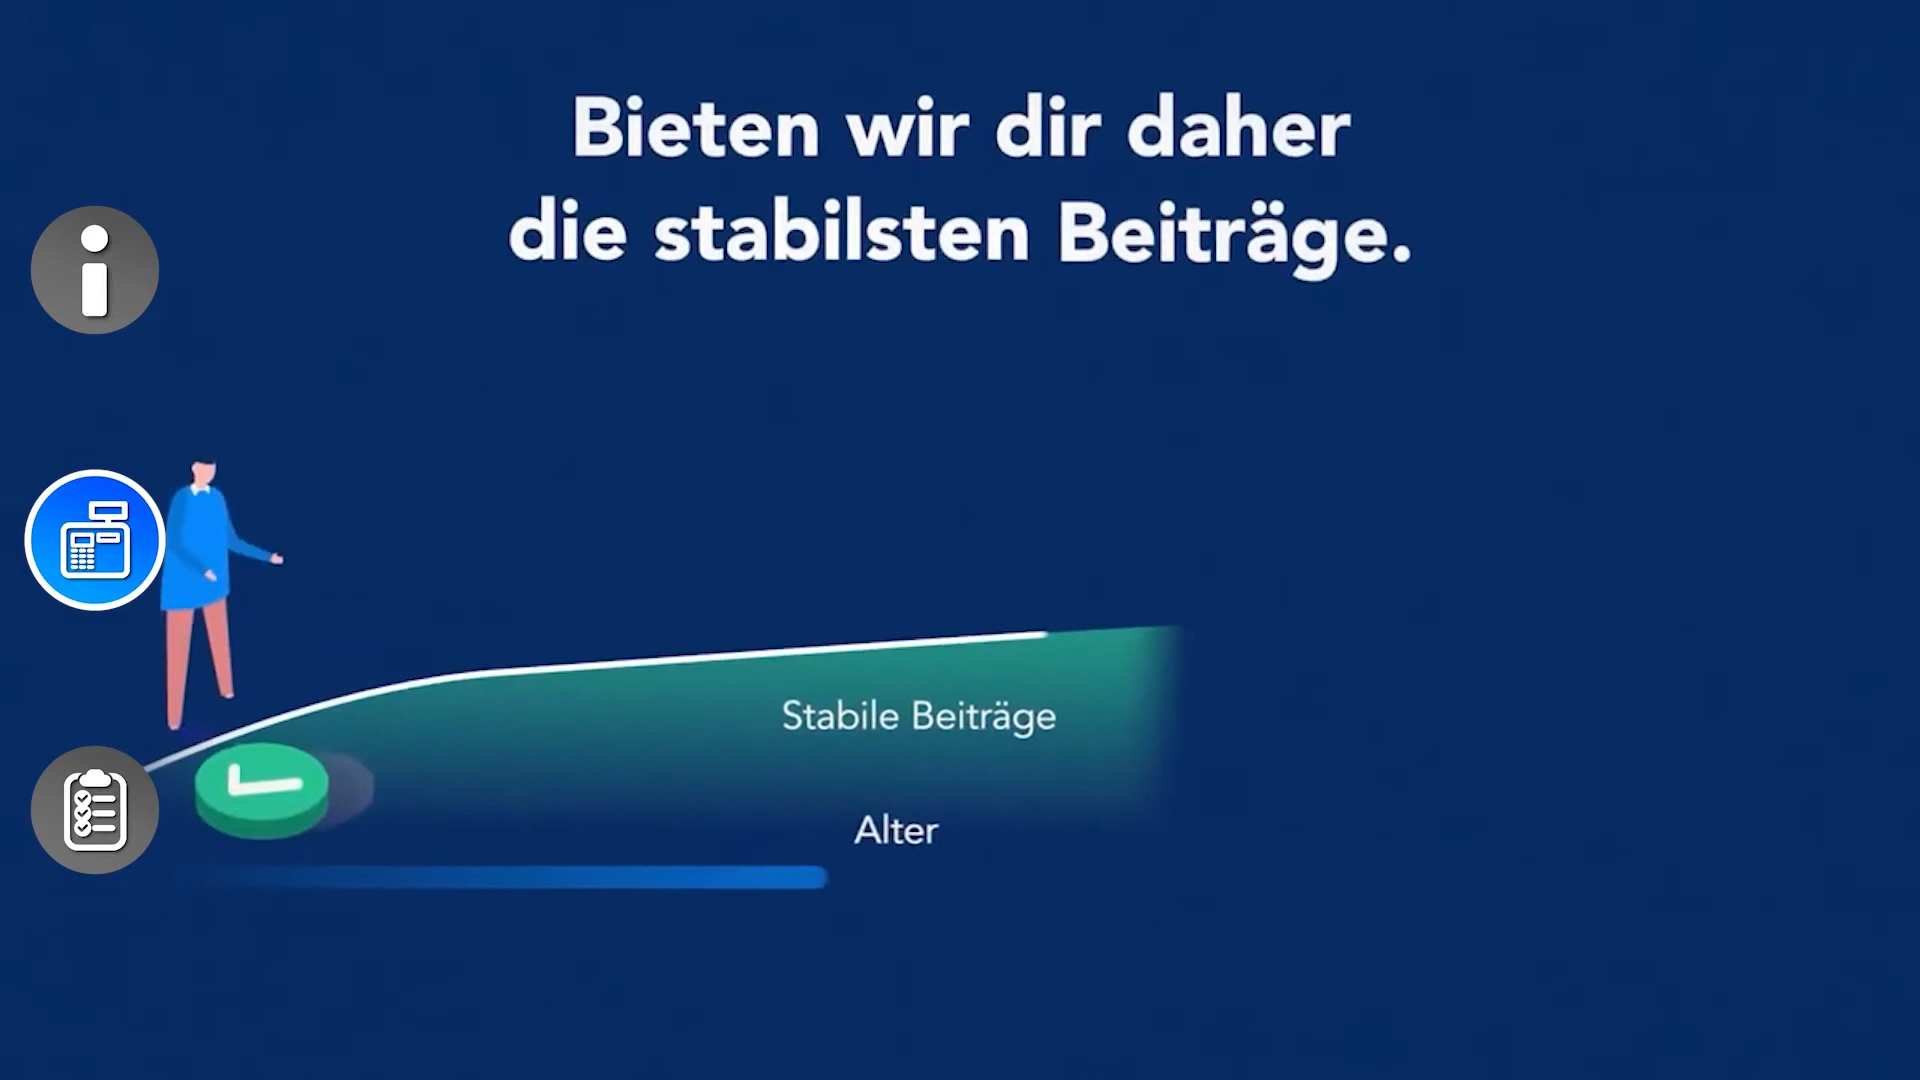 Bieten wir dir daher
die stabilsten Beiträge.
Stabile Beiträge
Alter